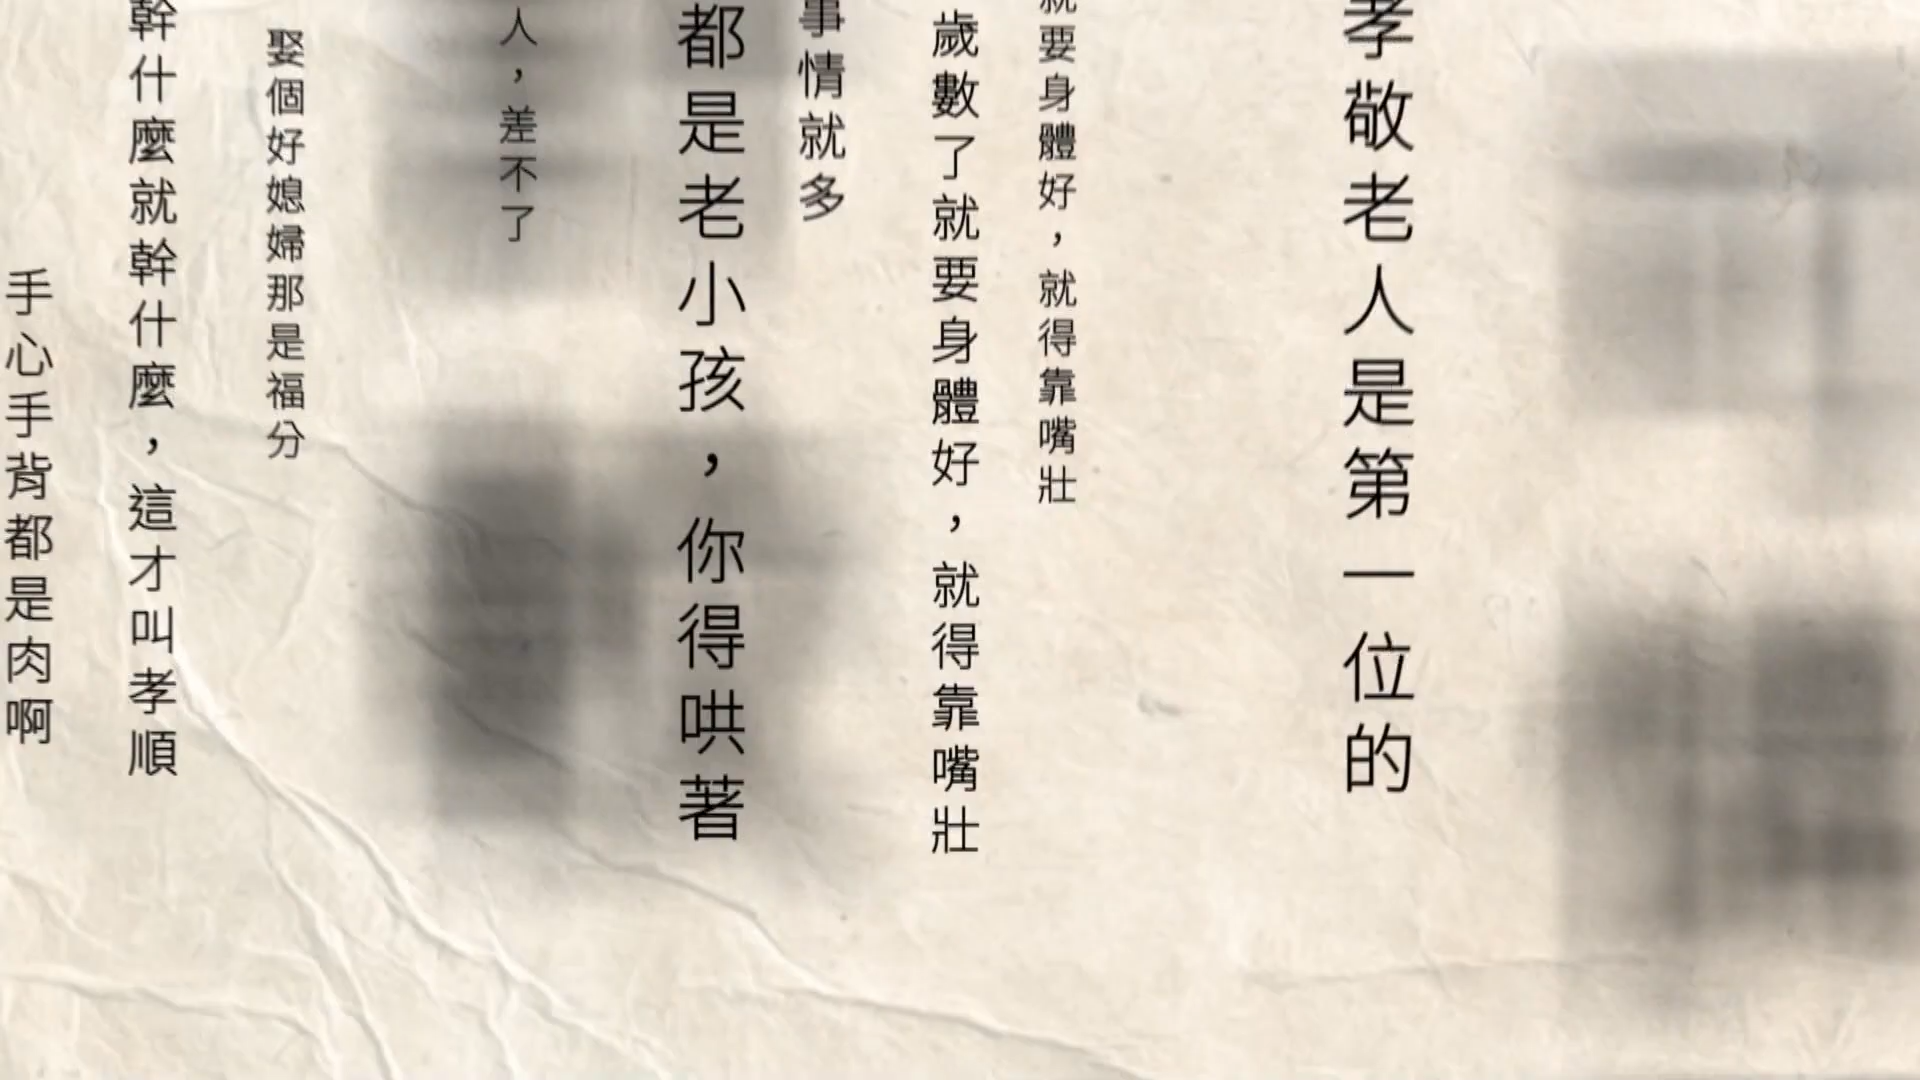 孝敬老人是第一位的
就要身體好，就得靠嘴壯
歲數了就要身體好，就得靠嘴壯
事情就多
都是老小孩，你得哄著
人，差不了
娶個好媳婦那是福分
幹什麼就幹什麼，這才叫孝順
手心手背都是肉啊